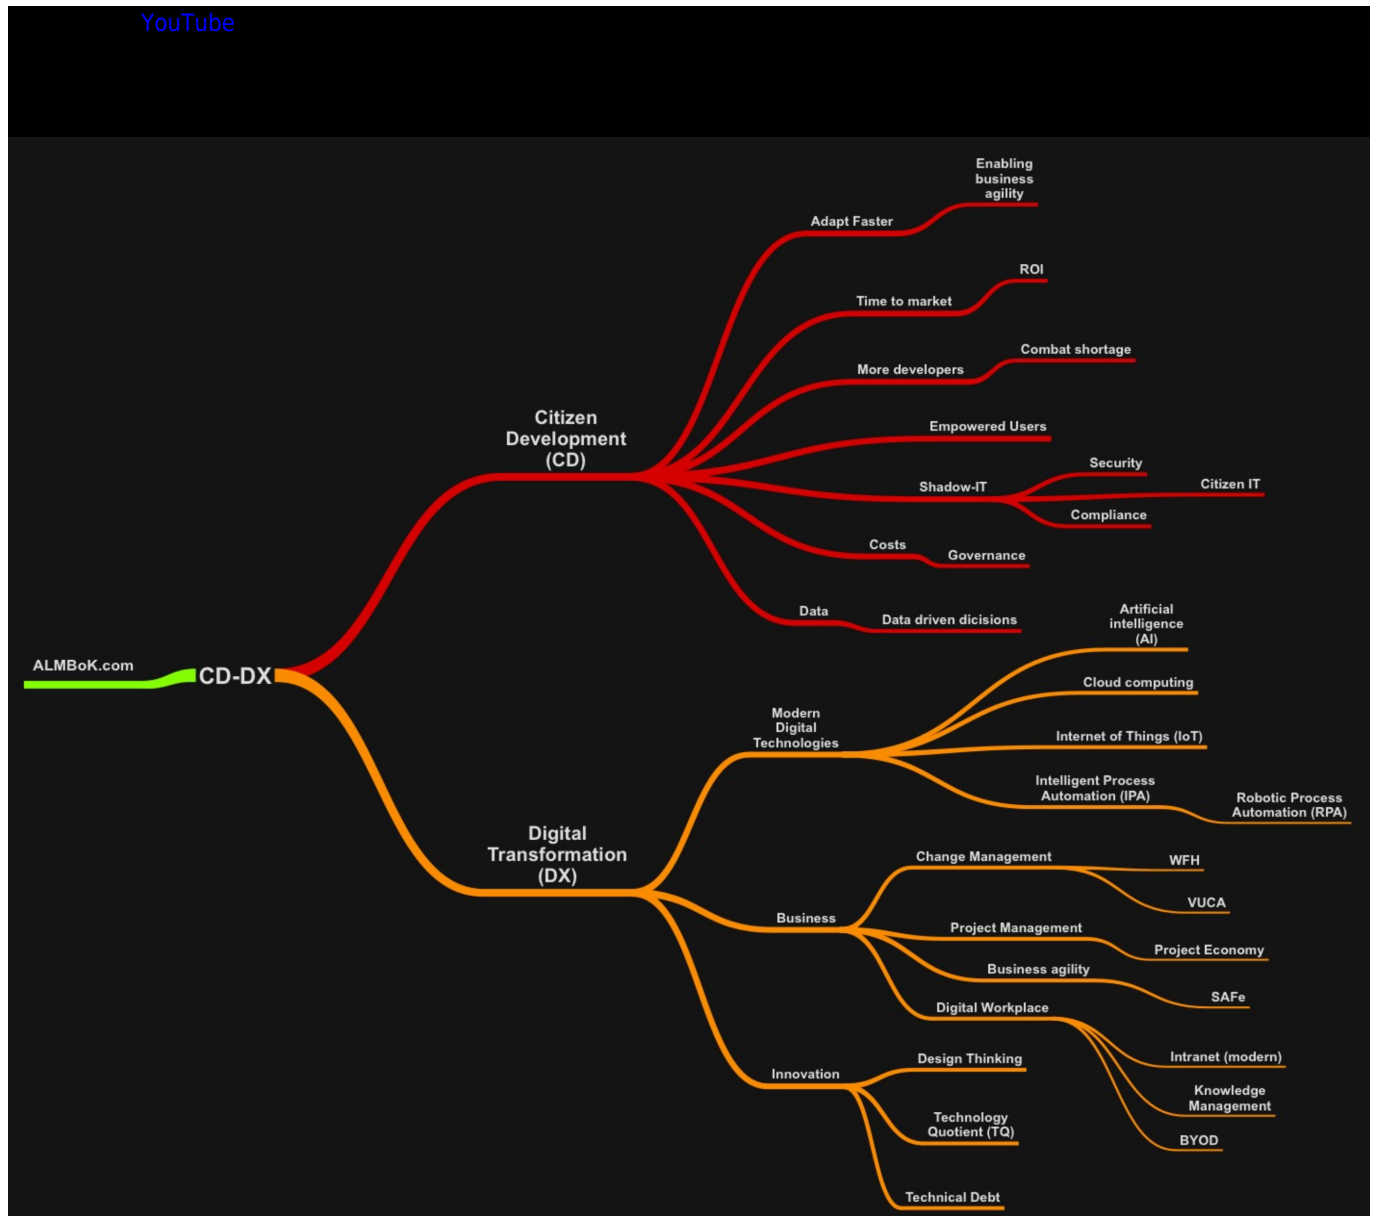 YouTube
Enabling
business
agility
Adapt Faster
ROI
Time to market
Combat shortage
More developers
Citizen
Development
(CD)
Empowered Users
Security
Shadow-IT
Citizen IT
Compliance
Costs
Governance
Data
Data driven dicisions
ALMBoK.com
CD-DX
Artificial
intelligence
(AI)
Cloud computing
Modern
Digital
Technologies
Internet of Things (IoT)
Intelligent Process
Automation (IPA)
Robotic Process
Automation (RPA)
Digital
Transformation
(DX)
Change Management
WFH
VUCA
Business
Project Management
Project Economy
Business agility
SAFe
Digital Workplace
Intranet (modern)
Knowledge
Management
BYOD
Innovation
Design Thinking
Technology
Quotient (TQ)
Technical Debt